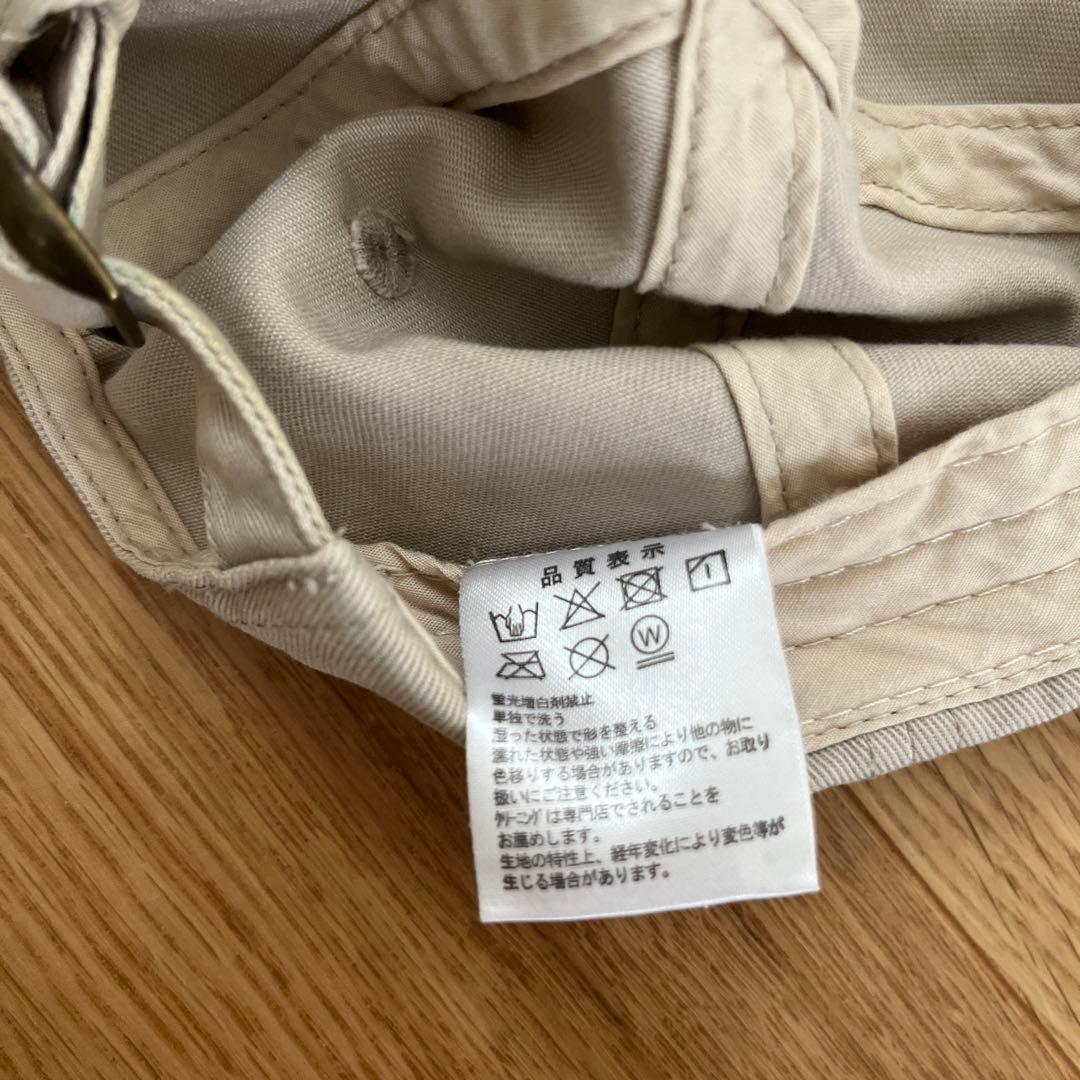 品質表示
W
蛍光増白剤禁止
単独で洗う
湿った状態で形を整える
濡れた状態や強い摩擦により他の物に
色移りする場合がありますので、お取り
扱いにご注意ください。
ｸﾘｰﾆﾝｸﾞは専門店でされることを
お薦めします。
生地の特性上、経年変化により変色等が
生じる場合があります。